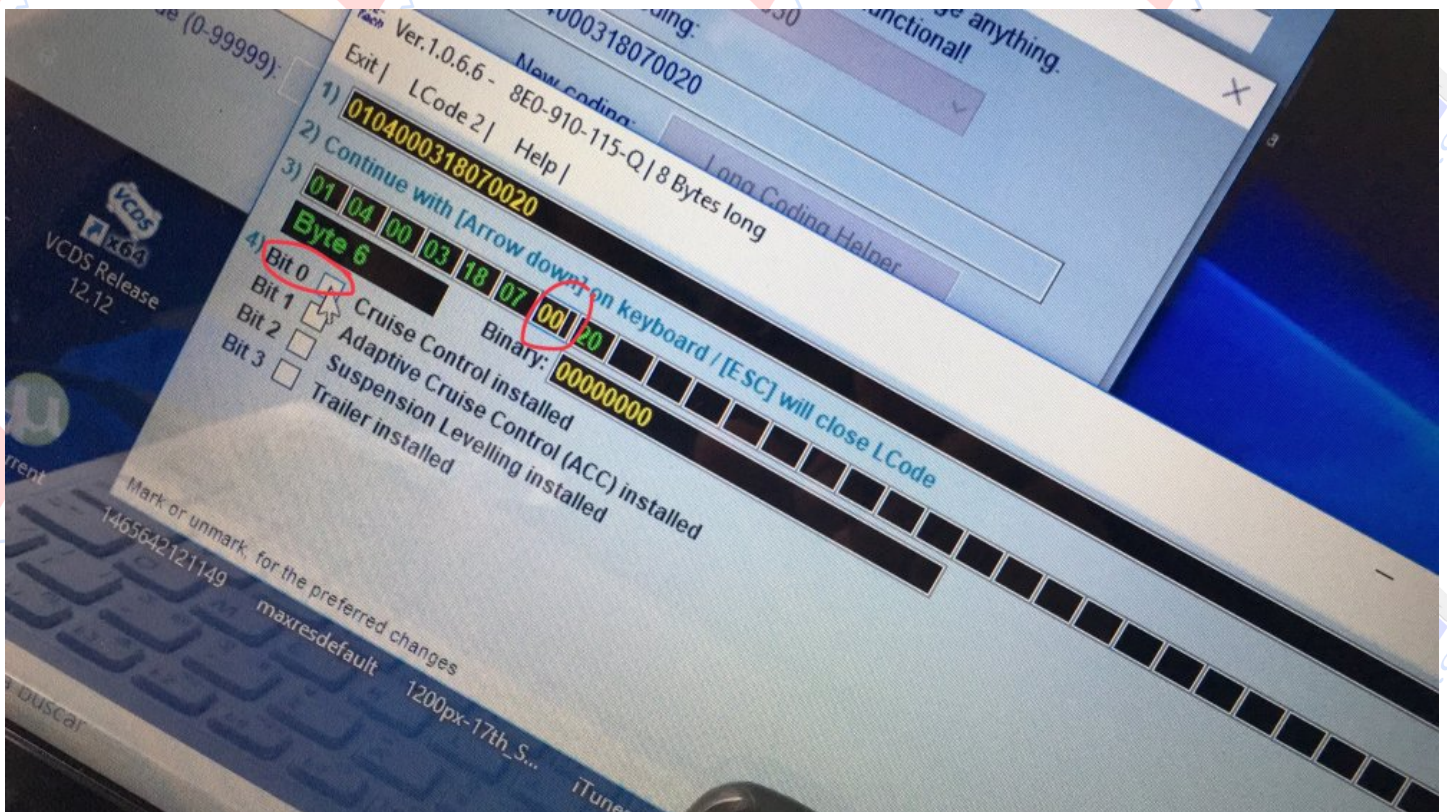 ge anything.
unctional!
ding:
400031807 0020
de (0-99999):
New coding:
Long Coding Helper
Ver.1.0.6.6 - 8E0-910-115-Q | 8 Bytes long
Exit | LCode 2 | Help |
1) 0104000318070020
2) Continue with [Arrow down] on keyboard / [ESC] will close LCode
3) 01 04 00 03 18 07 00 20
Byte 6 Binary: 00000000
4) Bit 0 Cruise Control installed
Bit 1 Adaptive Cruise Control (ACC) installed
Bit 2 Suspension Levelling installed
Bit 3 Trailer installed
Mark or unmark, for the preferred changes
VCDS
x64
VCDS Release
12.12
rrent
1465642121149 maxresdefault 1200px-17th_S... iTunes
Buscar